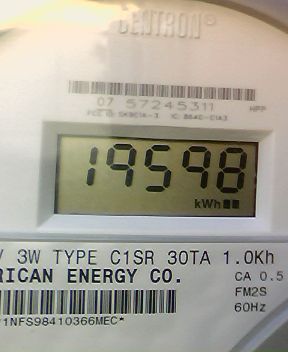 CENTRON®
07 57245311
19598
kWh
3W TYPE C1SR 30TA 1.0Kh
RICAN ENERGY CO.
CA 0.5
FM2S
60Hz
1NFS98410366MEC*